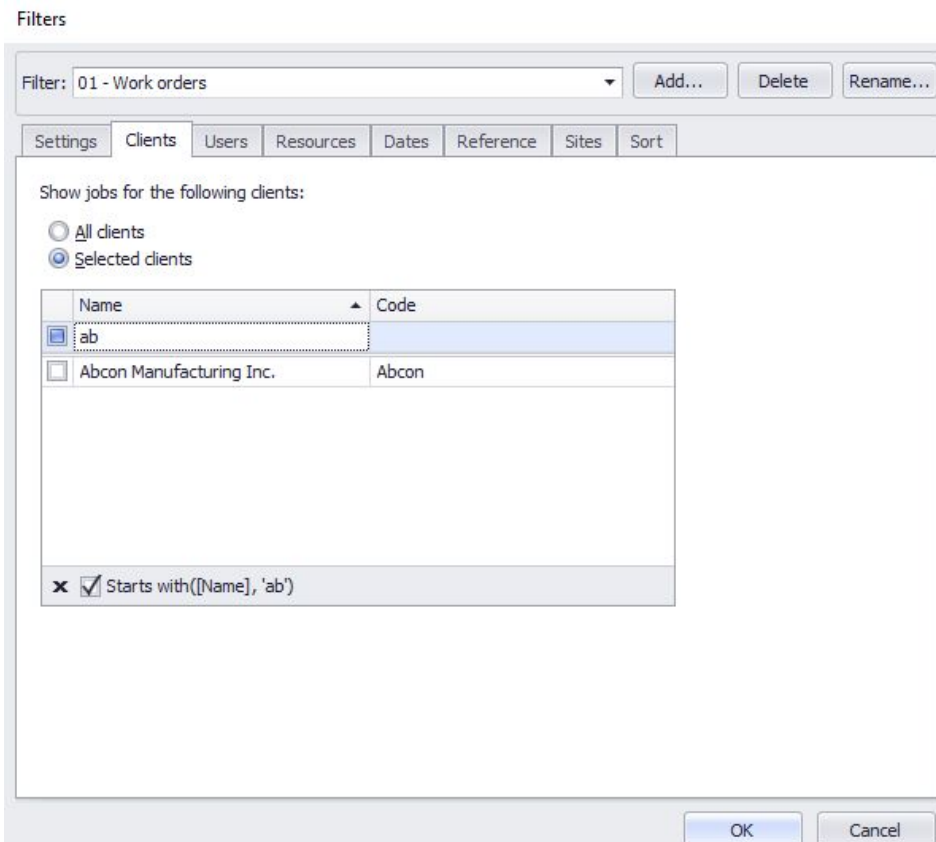 Filters
Filter: 01 - Work orders Add... Delete Rename...
Settings Clients Users Resources Dates Reference Sites Sort
Show jobs for the following clients:
All clients
Selected clients
Name Code
ab
Abcon Manufacturing Inc. Abcon
Starts with([Name], 'ab')
OK Cancel